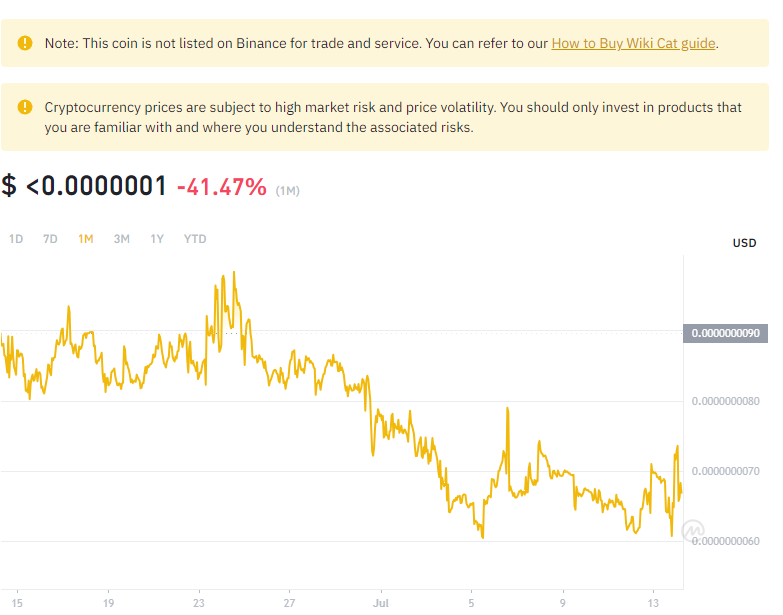 Note: This coin is not listed on Binance for trade and service. You can refer to our How to Buy Wiki Cat guide.
Cryptocurrency prices are subject to high market risk and price volatility. You should only invest in products that
you are familiar with and where you understand the associated risks.
$ <0.0000001 -41.47% (1M)
1D 7D 1M 3M 1Y YTD
USD
0.0000000090
0.0000000080
0.0000000070
0.0000000060
15 19 23 27 Jul 5 9 13